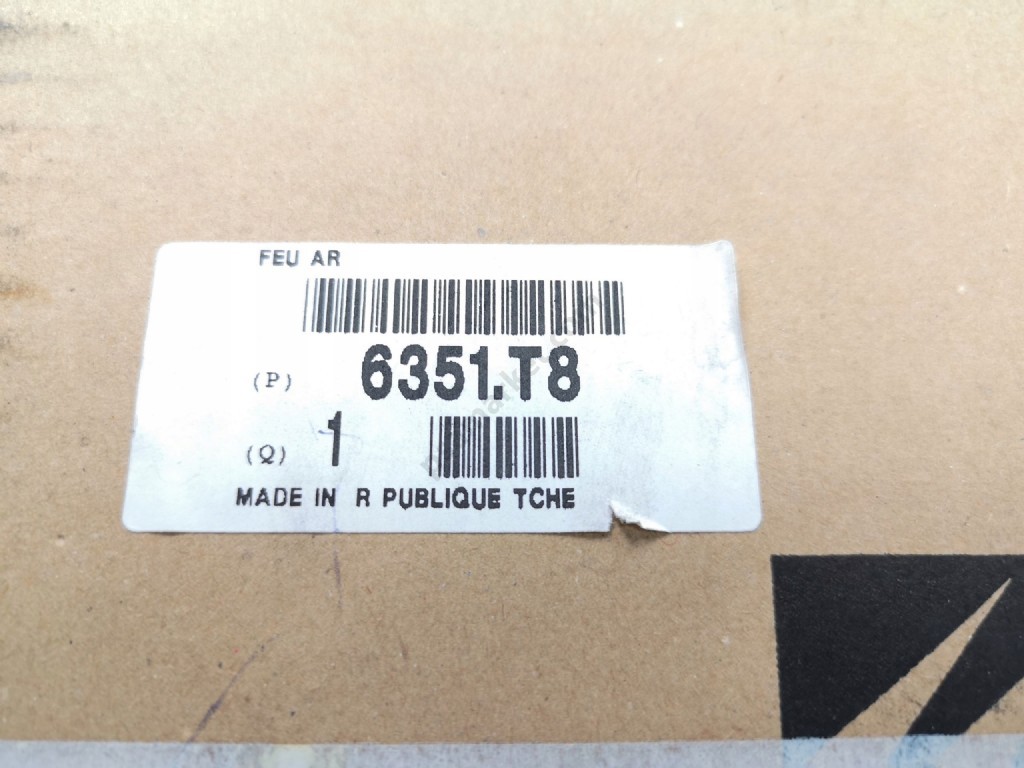 FEU AR
6351.T8
(P)
(Q) 1
MADE IN R PUBLIQUE TCHE